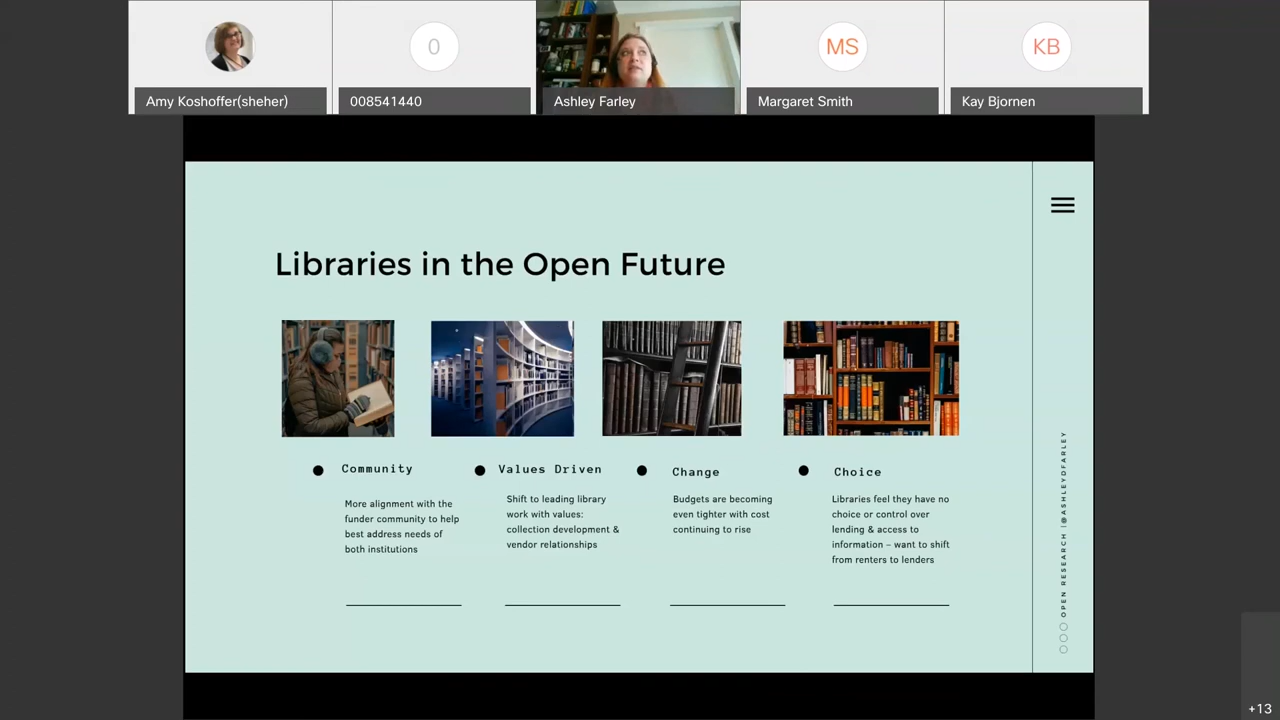 0
MS
KB
Amy Koshoffer(sheher)
008541440
Ashley Farley
Margaret Smith
Kay Bjornen
Libraries in the Open Future
Community
More alignment with the
funder community to help
best address needs of
both institutions
Values Driven
Shift to leading library
work with values:
collection development &
vendor relationships
Change
Budgets are becoming
even tighter with cost
continuing to rise
Choice
Libraries feel they have no
choice or control over
lending & access to
information – want to shift
from renters to lenders
OPEN RESEARCH |@ASHLEYDFARLEY
+13